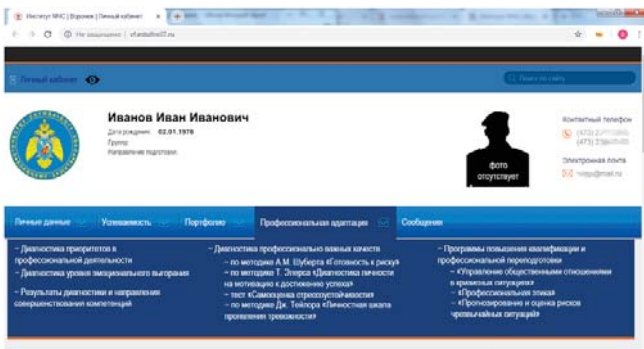 Институт МЧС | Воронеж | Личный кабинет
Не защищено
Личный кабинет
Поиск по сайту
Иванов Иван Иванович
Дата рождения: 02.01.1976
Группа:
Направление подготовки:
фото
отсутствует
Контактный телефон
(473)
(473)
Электронная почта
Личные данные
Успеваемость
Портфолио
Профессиональная адаптация
Сообщения
– Диагностика приоритетов в
профессиональной деятельности
– Диагностика уровня эмоционального выгорания
– Результаты диагностики и направления
совершенствования компетенций
– Диагностика профессионально важных качеств
– по методике А.М. Шуберта «Готовность к риску»
– по методике Т. Элерса «Диагностика личности
на мотивацию к достижению успеха»
– тест «Самооценка стрессоустойчивости»
– по методике Дж. Тейлора «Личностная шкала
проявления тревожности»
– Программы повышения квалификации и
профессиональной переподготовки
– «Управление общественными отношениями
в кризисных ситуациях»
– «Профессиональная этика»
– «Прогнозирование и оценка рисков
чрезвычайных ситуаций»